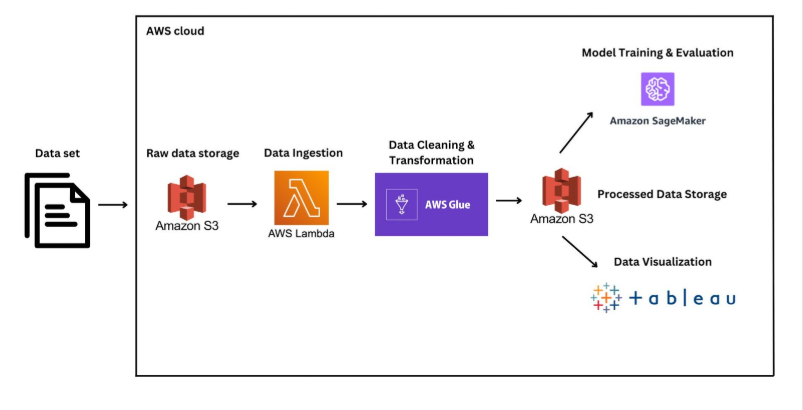 AWS cloud
Model Training & Evaluation
Amazon SageMaker
Data set
Raw data storage
Amazon S3
Data Ingestion
AWS Lambda
Data Cleaning &
Transformation
AWS Glue
Amazon S3
Processed Data Storage
Data Visualization
+ a b l e a u